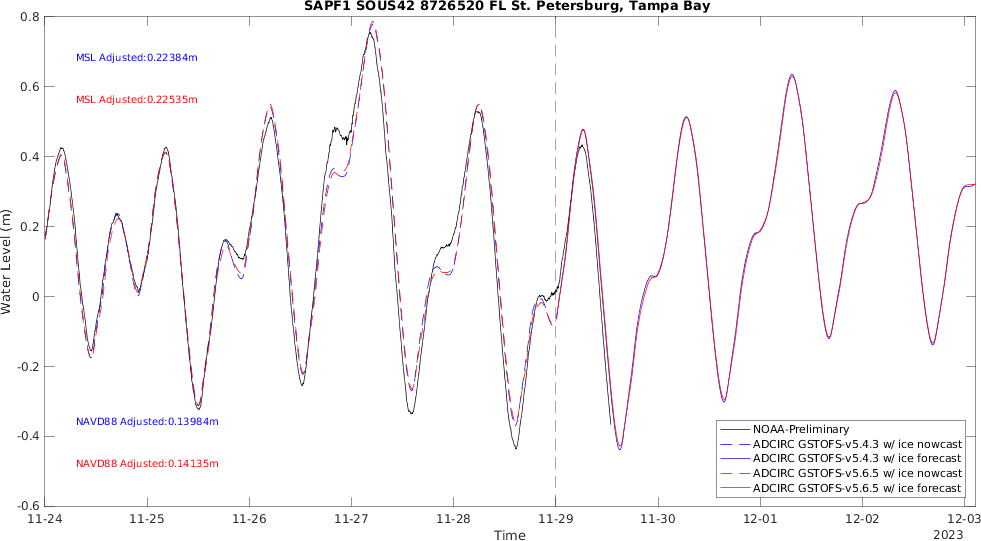 SAPF1 SOUS42 8726520 FL St. Petersburg, Tampa Bay
0.8
0.6
0.4
0.2
0
-0.2
-0.4
-0.6
Water Level (m)
MSL Adjusted:0.22384m
MSL Adjusted:0.22535m
NAVD88 Adjusted:0.13984m
NAVD88 Adjusted:0.14135m
NOAA-Preliminary
ADCIRC GSTOFS-v5.4.3 w/ ice nowcast
ADCIRC GSTOFS-v5.4.3 w/ ice forecast
ADCIRC GSTOFS-v5.6.5 w/ ice nowcast
ADCIRC GSTOFS-v5.6.5 w/ ice forecast
11-24 11-25 11-26 11-27 11-28 11-29 11-30 12-01 12-02 12-03
Time
2023